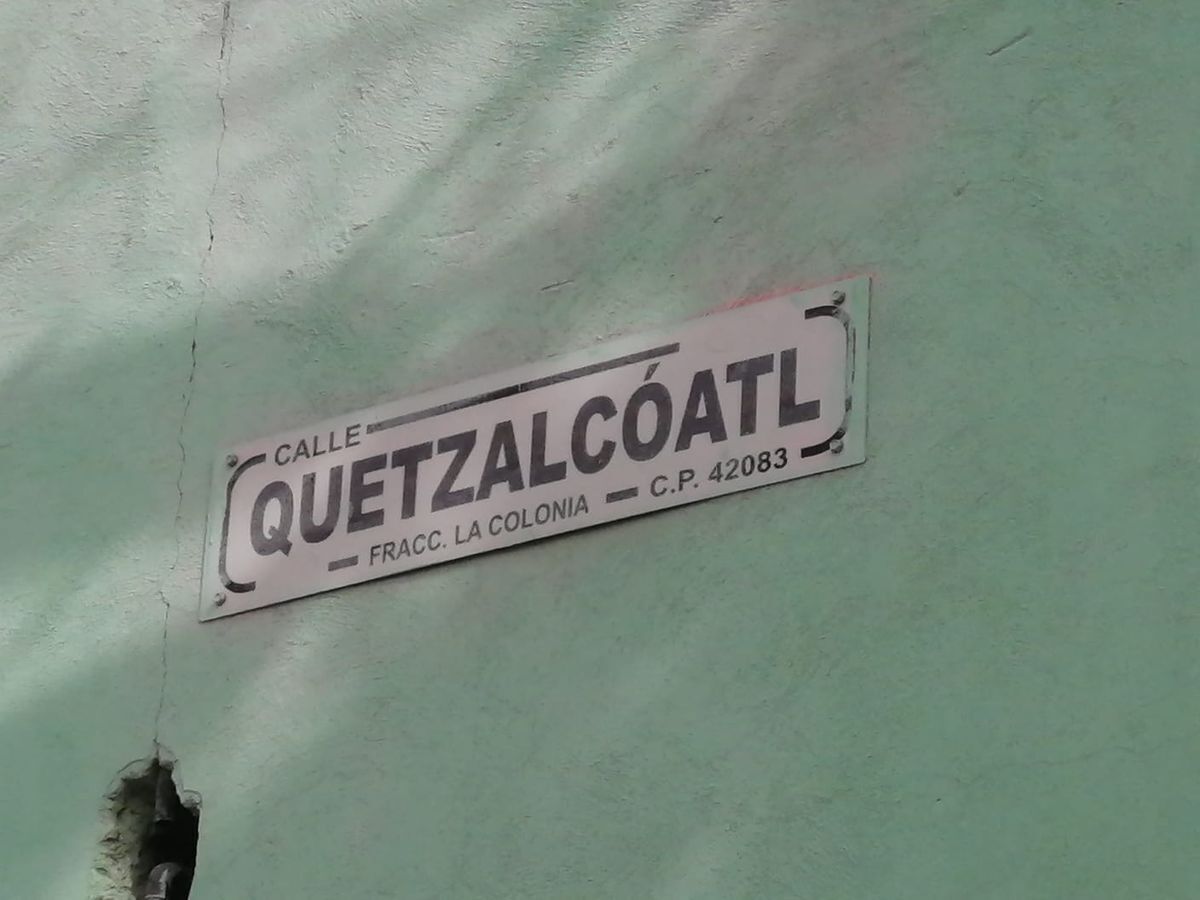 CALLE
QUETZALCÓATL
FRACC. LA COLONIA — C.P. 42083